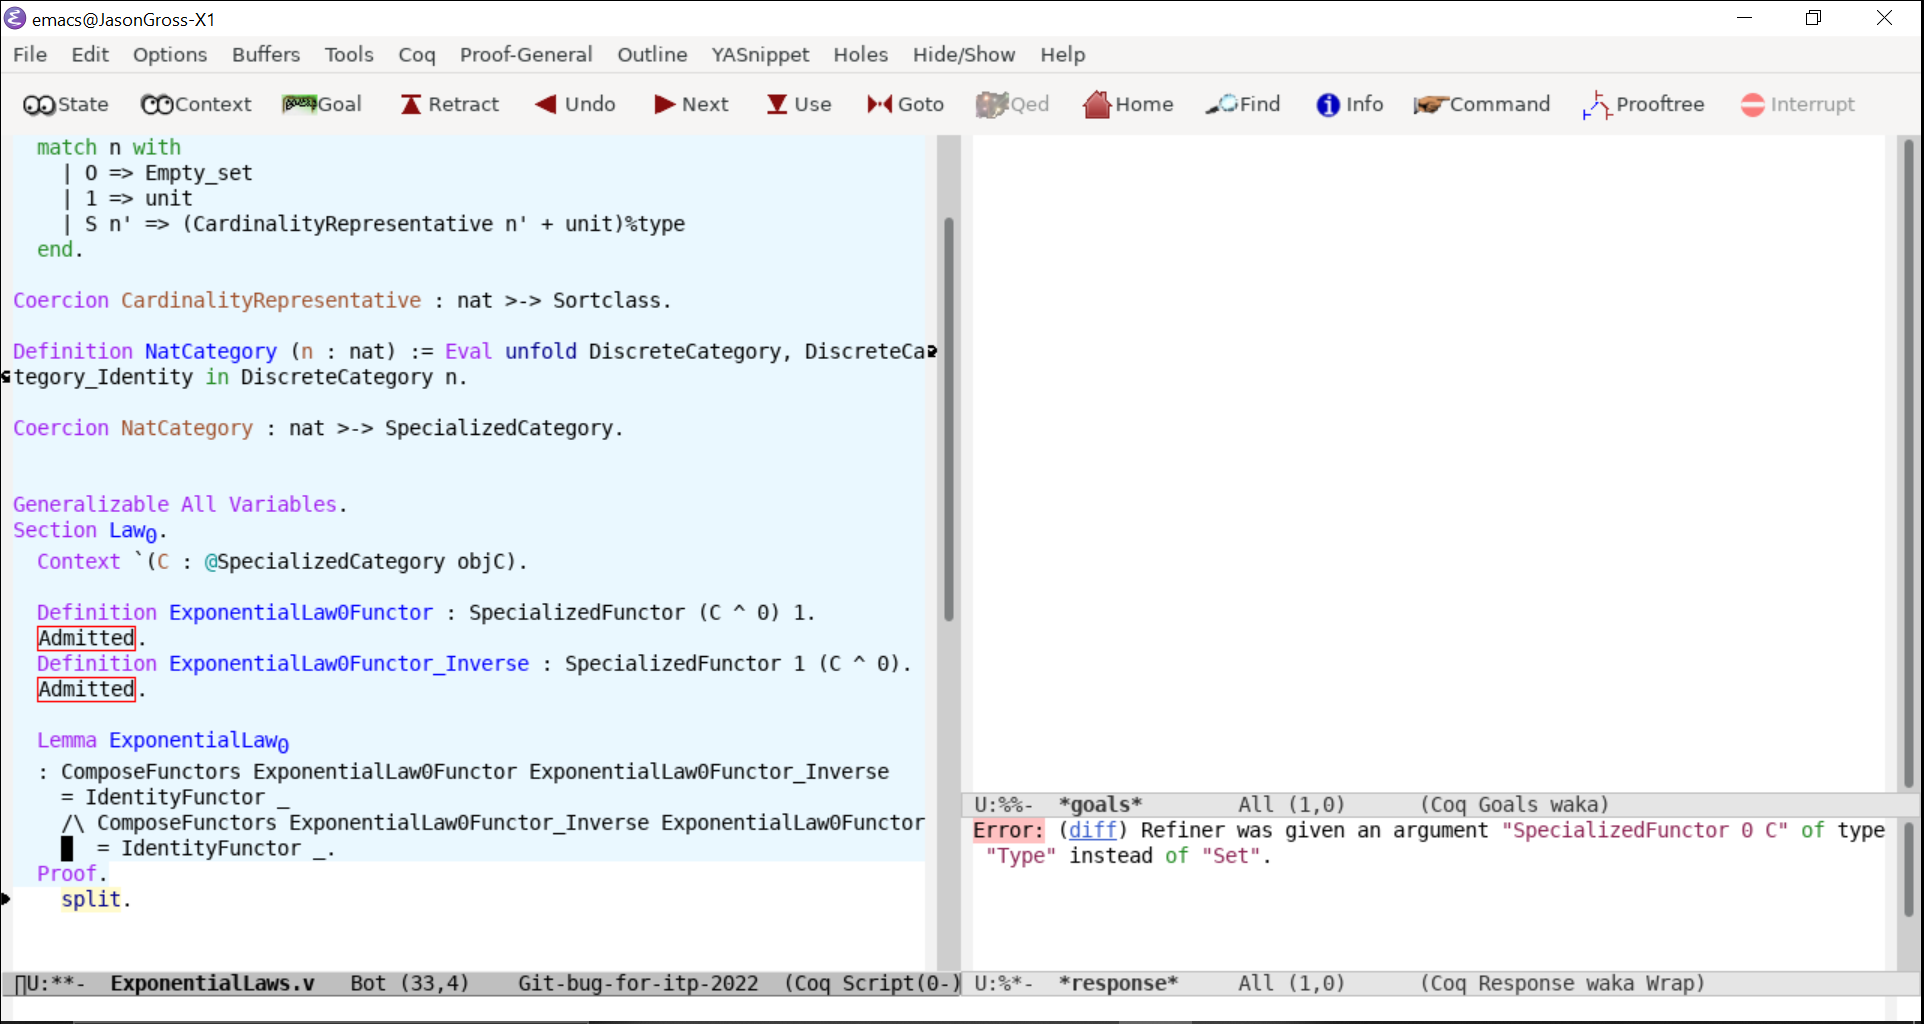 emacs@JasonGross-X1
File Edit Options Buffers Tools Coq Proof-General Outline YASnippet Holes Hide/Show Help
State Context Goal Retract Undo Next Use Goto Qed Home Find Info Command Prooftree Interrupt
match n with
| O => Empty_set
| 1 => unit
| S n' => (CardinalityRepresentative n' + unit)%type
end.
Coercion CardinalityRepresentative : nat >-> Sortclass.
Definition NatCategory (n : nat) := Eval unfold DiscreteCategory, DiscreteCa
tegory_Identity in DiscreteCategory n.
Coercion NatCategory : nat >-> SpecializedCategory.
Generalizable All Variables.
Section Law0.
Context `(C : @SpecializedCategory objC).
Definition ExponentialLaw0Functor : SpecializedFunctor (C ^ 0) 1.
Admitted.
Definition ExponentialLaw0Functor_Inverse : SpecializedFunctor 1 (C ^ 0).
Admitted.
Lemma ExponentialLaw0
: ComposeFunctors ExponentialLaw0Functor ExponentialLaw0Functor_Inverse
= IdentityFunctor _
/\ ComposeFunctors ExponentialLaw0Functor_Inverse ExponentialLaw0Functor
= IdentityFunctor _.
Proof.
split.
U:**- ExponentialLaws.v Bot (33,4) Git-bug-for-itp-2022 (Coq Script(0-)
U:%%- *goals* All (1,0) (Coq Goals waka)
Error: (diff) Refiner was given an argument "SpecializedFunctor 0 C" of type
"Type" instead of "Set".
U:%*- *response* All (1,0) (Coq Response waka Wrap)